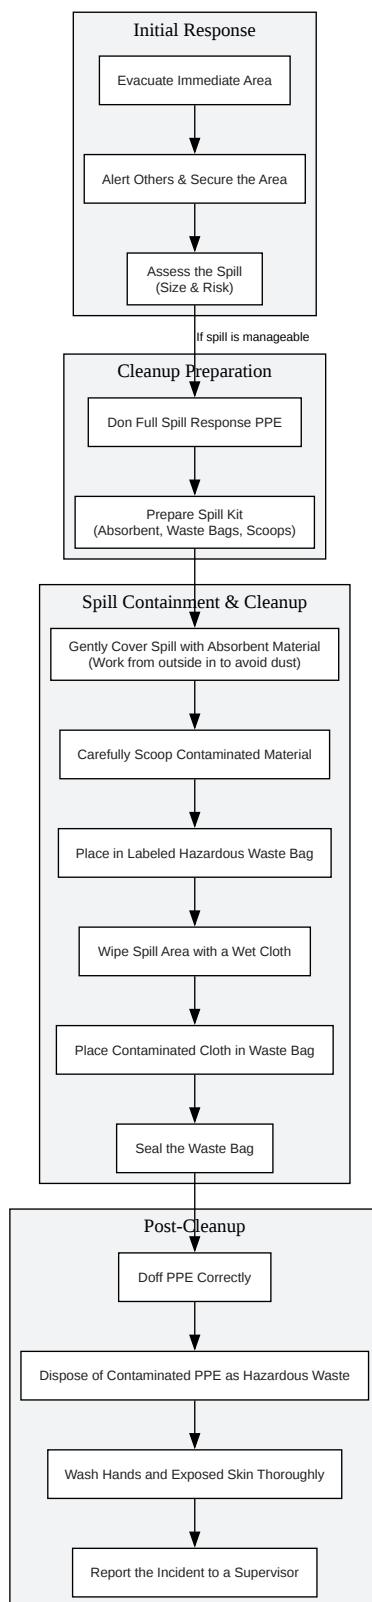 Initial Response
Evacuate Immediate Area
Alert Others & Secure the Area
Assess the Spill
(Size & Risk)
If spill is manageable
Cleanup Preparation
Don Full Spill Response PPE
Prepare Spill Kit
(Absorbent, Waste Bags, Scoops)
Spill Containment & Cleanup
Gently Cover Spill with Absorbent Material
(Work from outside in to avoid dust)
Carefully Scoop Contaminated Material
Place in Labeled Hazardous Waste Bag
Wipe Spill Area with a Wet Cloth
Place Contaminated Cloth in Waste Bag
Seal the Waste Bag
Post-Cleanup
Doff PPE Correctly
Dispose of Contaminated PPE as Hazardous Waste
Wash Hands and Exposed Skin Thoroughly
Report the Incident to a Supervisor